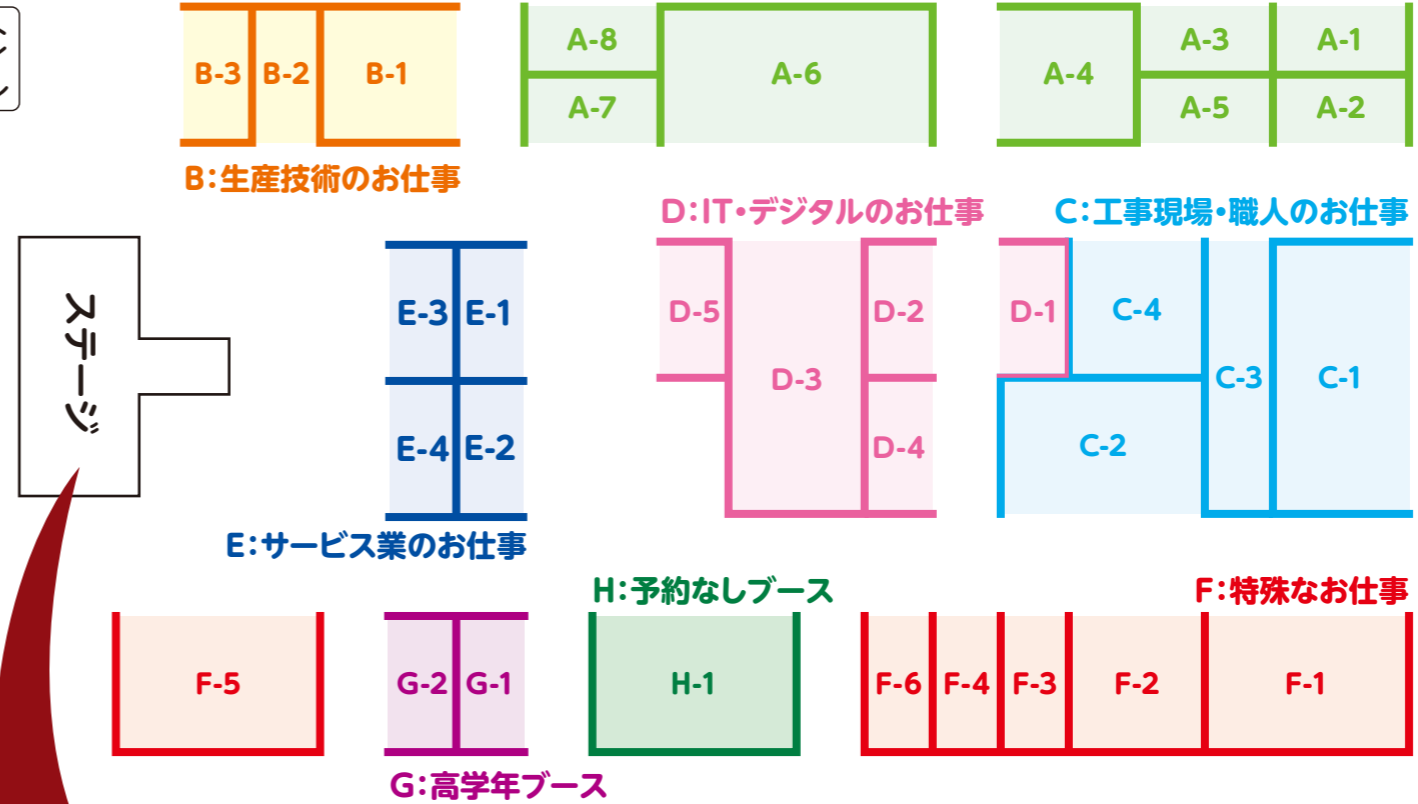 B-3 B-2 B-1
A-8
A-7
A-6
A-4
A-3 A-1
A-5 A-2
B:生産技術のお仕事
D:IT・デジタルのお仕事
C:工事現場・職人のお仕事
ステージ
E-3 E-1
E-4 E-2
D-5
D-3
D-2
D-4
D-1
C-4
C-2
C-3
C-1
E:サービス業のお仕事
H:予約なしブース
F:特殊なお仕事
F-5
G-2 G-1
H-1
F-6 F-4 F-3 F-2 F-1
G:高学年ブース